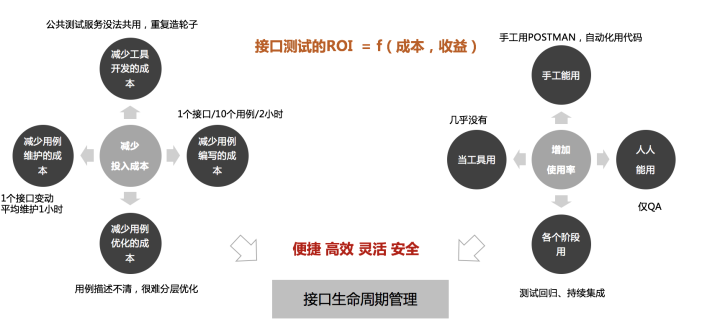 公共测试服务没法共用，重复造轮子
接口测试的ROI = f（成本，收益）
手工用POSTMAN，自动化用代码
减少工具
开发的成
本
手工能用
1个接口/10个用例/2小时
几乎没有
减少用例
维护的成
本
减少
投入成本
减少用例
编写的成
本
当工具用
增加
使用率
人人
能用
1个接口变动
平均维护1小时
仅QA
减少用例
优化的成
本
各个阶段
用
便捷 高效 灵活 安全
用例描述不清，很难分层优化
测试回归、持续集成
接口生命周期管理